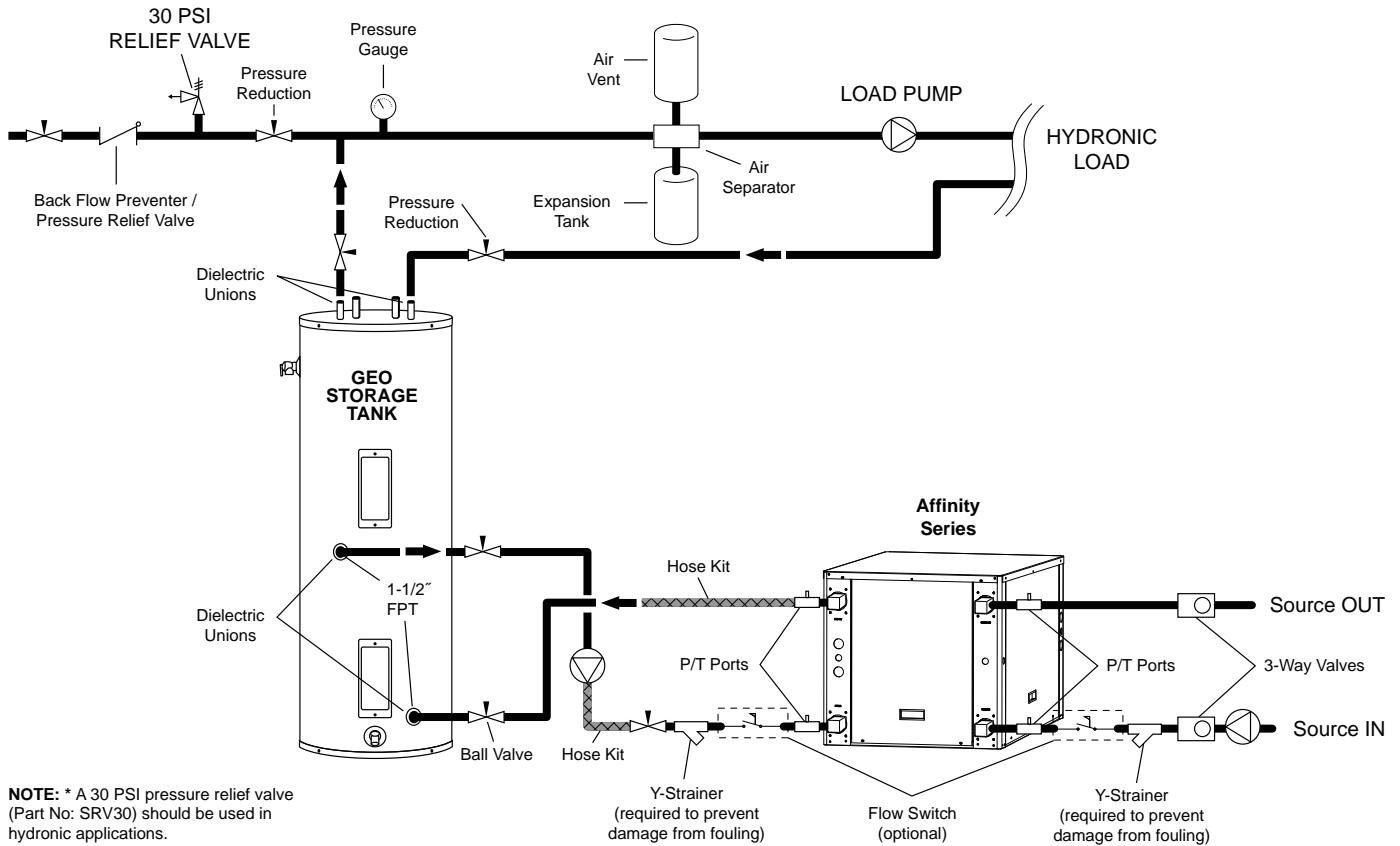 30 PSI
RELIEF VALVE
Pressure
Reduction
Pressure
Gauge
Air
Vent
LOAD PUMP
HYDRONIC
LOAD
Back Flow Preventer /
Pressure Relief Valve
Pressure
Reduction
Expansion
Tank
Air
Separator
Dielectric
Unions
GEO
STORAGE
TANK
Affinity
Series
Hose Kit
1-1/2˝
FPT
Dielectric
Unions
P/T Ports
P/T Ports
Source OUT
3-Way Valves
Source IN
Ball Valve
Hose Kit
Y-Strainer
(required to prevent
damage from fouling)
Flow Switch
(optional)
Y-Strainer
(required to prevent
damage from fouling)
NOTE: * A 30 PSI pressure relief valve
(Part No: SRV30) should be used in
hydronic applications.